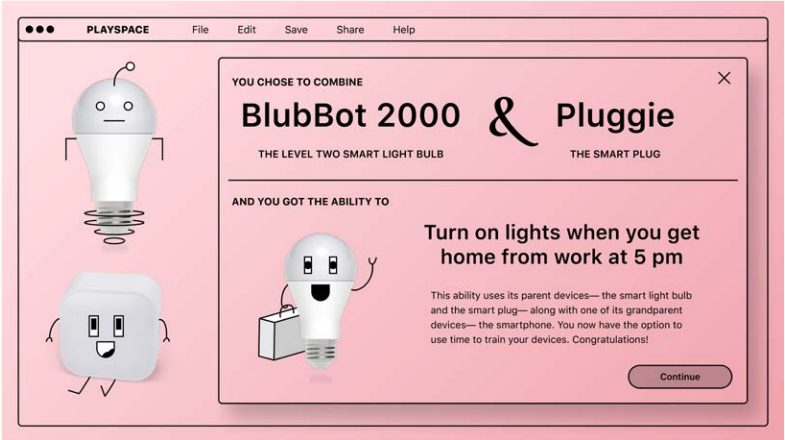 PLAYSPACE File Edit Save Share Help
YOU CHOSE TO COMBINE
BlubBot 2000 & Pluggie
THE LEVEL TWO SMART LIGHT BULB THE SMART PLUG
AND YOU GOT THE ABILITY TO
Turn on lights when you get
home from work at 5 pm
This ability uses its parent devices— the smart light bulb
and the smart plug— along with one of its grandparent
devices— the smartphone. You now have the option to
use time to train your devices. Congratulations!
Continue